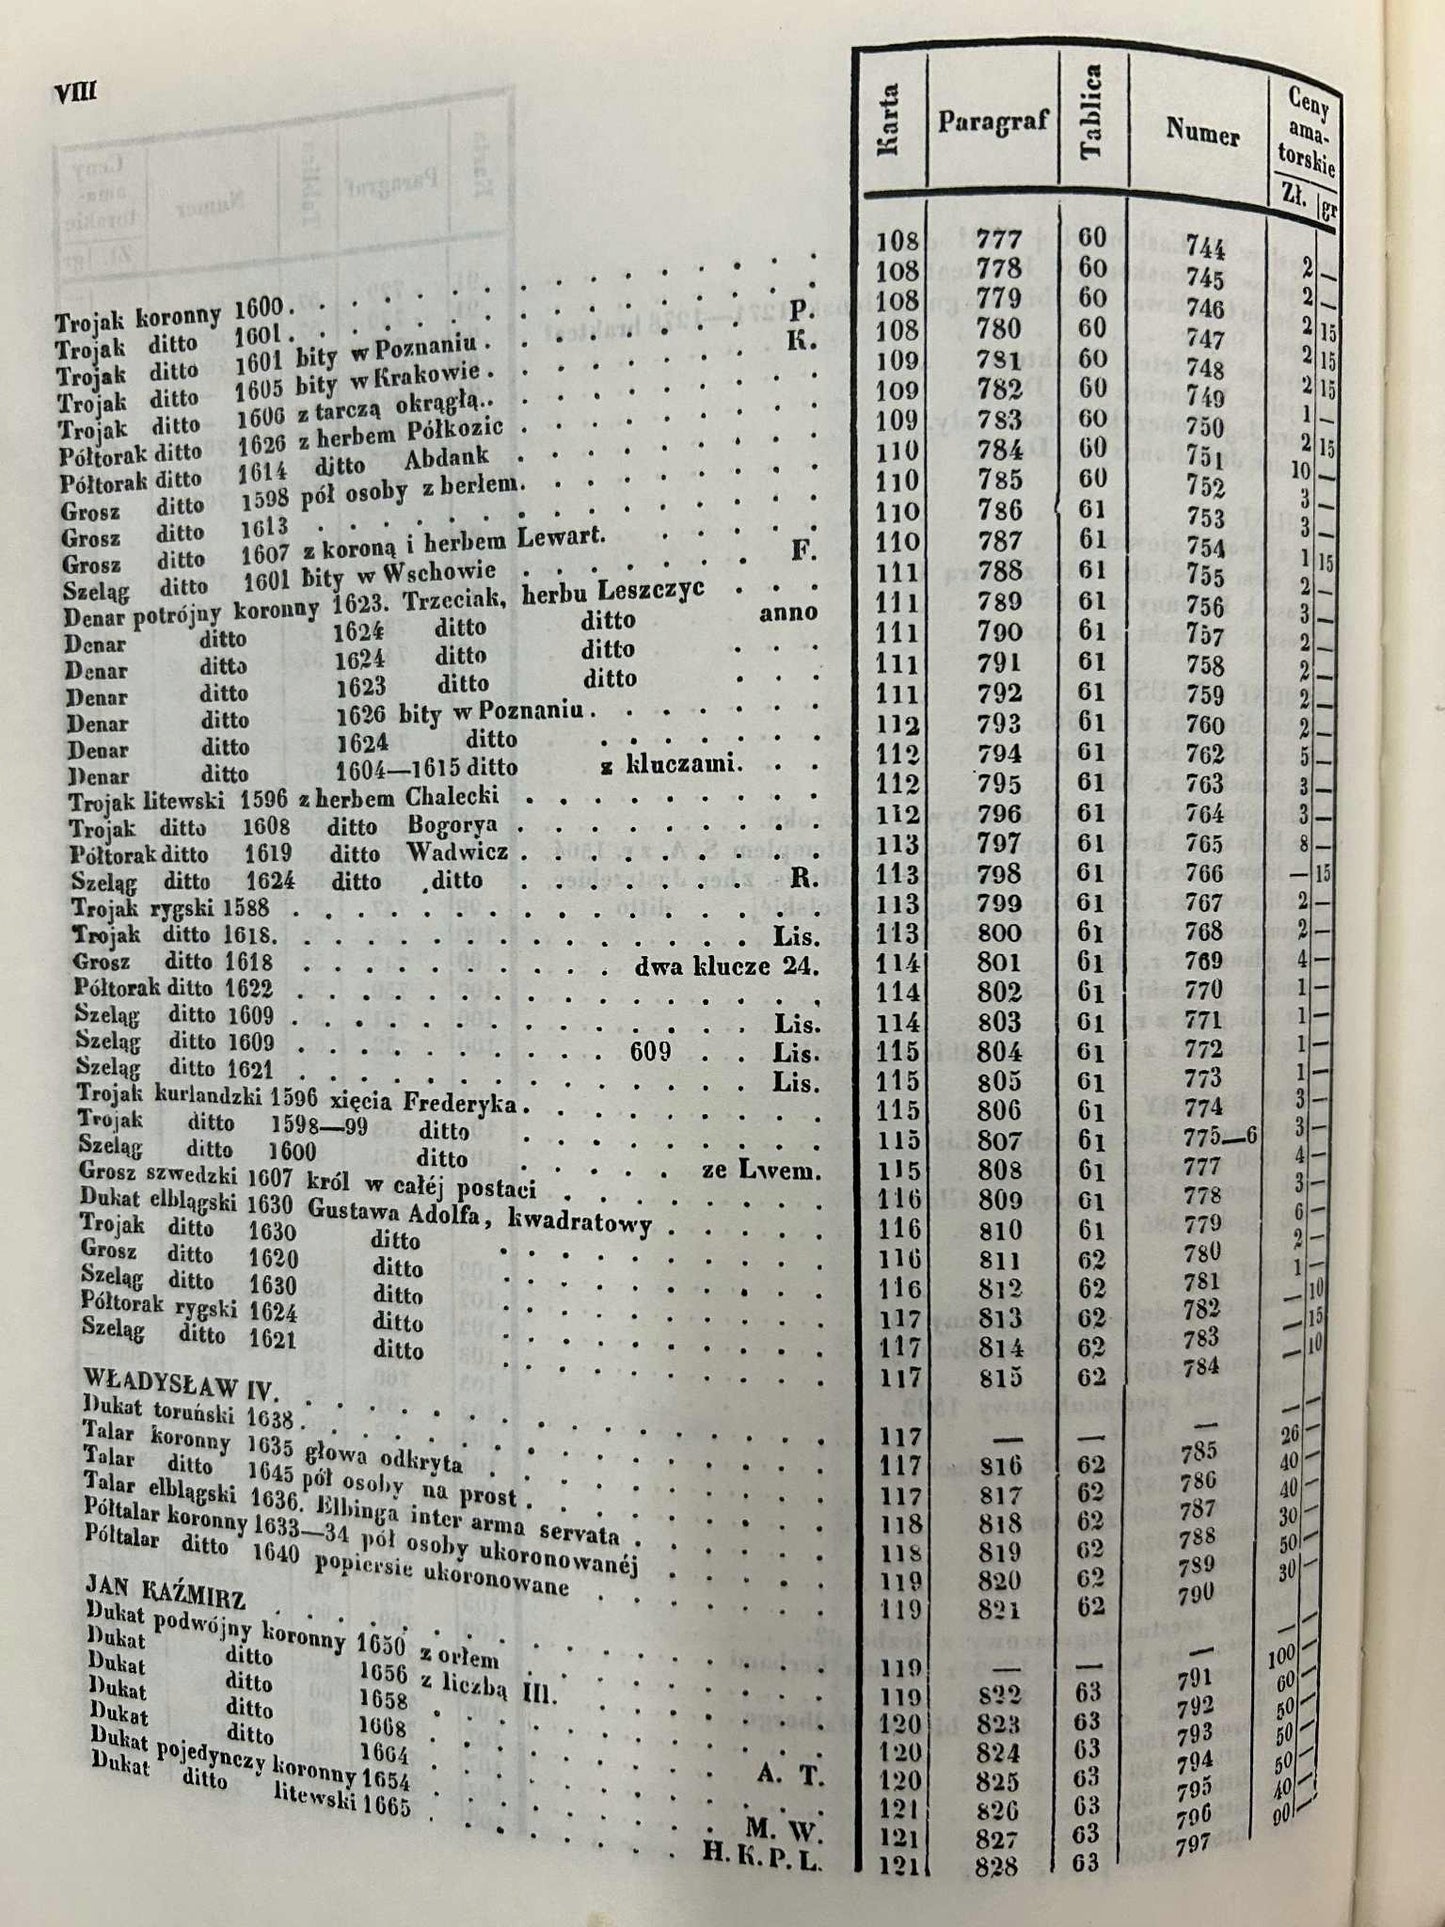 VIII
Karta Paragraf Tablica Numer Ceny ama-torskie Zł. gr
Trojak koronny 1600 . . . 108 777 60 744 2 —
Trojak ditto 1601 . . . 108 778 60 745 2 —
Trojak ditto 1601 bity w Poznaniu . . . P. 108 779 60 746 2 15
Trojak ditto 1605 bity w Krakowie . . . K. 108 780 60 747 2 15
Trojak ditto 1606 z tarczą okrągłą . . . 109 781 60 748 2 15
Półtorak ditto 1626 z herbem Półkozic . . . 109 782 60 749 1 —
Półtorak ditto 1614 ditto Abdank . . . 109 783 60 750 2 15
Grosz ditto 1598 pół osoby z berłem . . . 110 784 60 751 10 —
Grosz ditto 1613 . . . 110 785 60 752 3 —
Grosz ditto 1607 z koroną i herbem Lewart . . . 110 786 61 753 3 —
Szeląg ditto 1601 bity w Wschowie . . . F. 110 787 61 754 1 15
Denar potrójny koronny 1623. Trzeciak, herbu Leszczyc . . . 111 788 61 755 2 —
Denar ditto 1624 ditto ditto anno 111 789 61 756 3 —
Denar ditto 1624 ditto ditto . . . 111 790 61 757 2 —
Denar ditto 1623 ditto ditto . . . 111 791 61 758 2 —
Denar ditto 1626 bity w Poznaniu . . . 111 792 61 759 2 —
Denar ditto 1624 ditto . . . 112 793 61 760 2 —
Denar ditto 1604—1615 ditto z kluczami . . . 112 794 61 762 5 —
Trojak litewski 1596 z herbem Chalecki . . . 112 795 61 763 3 —
Trojak ditto 1608 ditto Bogorya . . . 112 796 61 764 3 —
Półtorak ditto 1619 ditto Wadwicz . . . 113 797 61 765 8 —
Szeląg ditto 1624 ditto ditto . . . R. 113 798 61 766 — 15
Trojak rygski 1588 . . . 113 799 61 767 2 —
Trojak ditto 1618 . . . Lis. 113 800 61 768 2 —
Grosz ditto 1618 . . . dwa klucze 24. 114 801 61 769 4 —
Półtorak ditto 1622 . . . 114 802 61 770 1 —
Szeląg ditto 1609 . . . Lis. 114 803 61 771 1 —
Szeląg ditto 1609 . . . 609 . . Lis. 115 804 61 772 1 —
Szeląg ditto 1621 . . . Lis. 115 805 61 773 1 —
Trojak kurlandzki 1596 xięcia Frederyka . . . 115 806 61 774 3 —
Trojak ditto 1598—99 ditto . . . 115 807 61 775—6 3 —
Szeląg ditto 1600 ditto . . . ze Lwem. 115 808 61 777 4 —
Grosz szwedzki 1607 król w całéj postaci . . . 116 809 61 778 3 —
Dukat elblągski 1630 Gustawa Adolfa, kwadratowy . . . 116 810 61 779 6 —
Trojak ditto 1630 ditto . . . 116 811 62 780 2 —
Grosz ditto 1620 ditto . . . 116 812 62 781 1 —
Szeląg ditto 1630 ditto . . . 117 813 62 782 — 10
Półtorak rygski 1624 ditto . . . 117 814 62 783 — 15
Szeląg ditto 1621 ditto . . . 117 815 62 784 — 10
WŁADYSŁAW IV. . . . 117 — — — — —
Dukat toruński 1638 . . . 117 816 62 785 26 —
Talar koronny 1635 głowa odkryta . . . 117 817 62 786 40 —
Talar ditto 1645 pół osoby na prost . . . 118 818 62 787 40 —
Talar elblągski 1636. Elbinga inter arma servata . . . 118 819 62 788 30 —
Półtalar koronny 1633—34 pół osoby ukoronowanéj . . . 119 820 62 789 50 —
Półtalar ditto 1640 popiersie ukoronowane . . . 119 821 62 790 30
JAN KAŹMIRZ . . . 119 — — — — —
Dukat podwójny koronny 1650 z orłem . . . 119 822 63 791 100 —
Dukat ditto 1656 z liczbą III. . . . 120 823 63 792 60 —
Dukat ditto 1658 . . . 120 824 63 793 50 —
Dukat ditto 1668 . . . A. T. 120 825 63 794 50 —
Dukat ditto 1664 . . . 121 826 63 795 50 —
Dukat pojedynczy koronny 1654 . . . M. W. 121 827 63 796 40 —
Dukat ditto litewski 1665 . . . H. K. P. L. 121 828 63 797 90 —